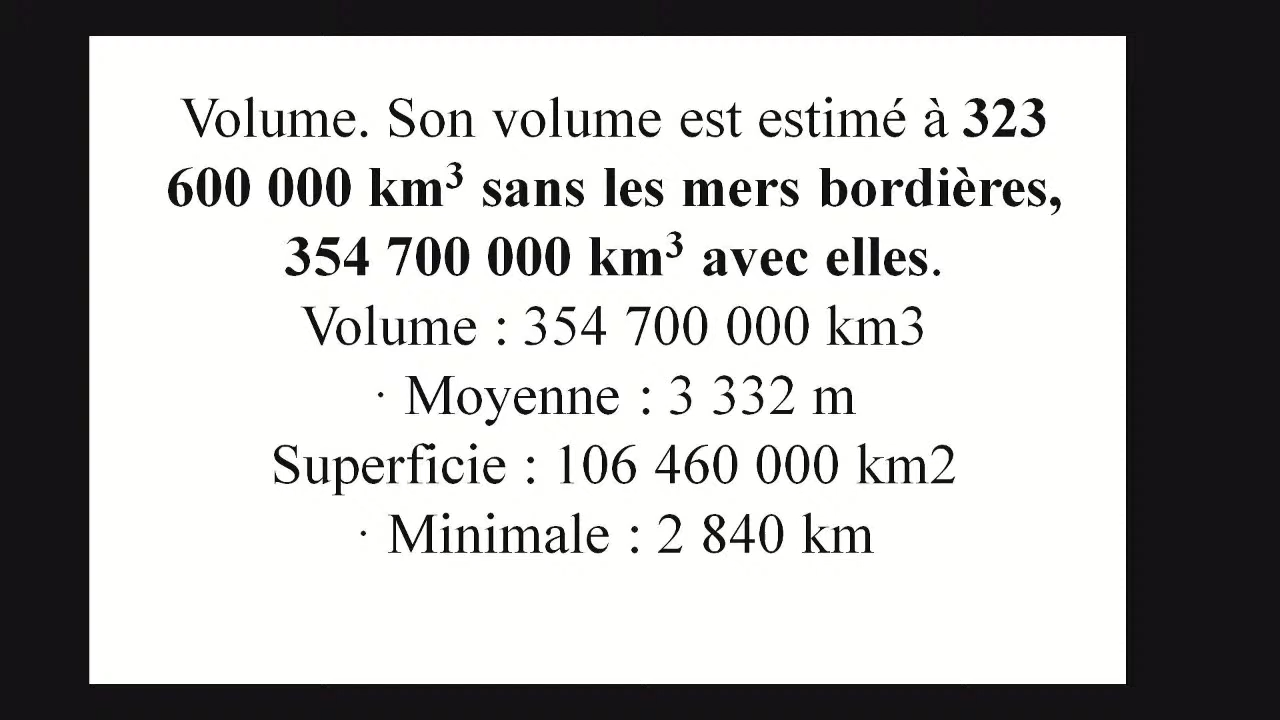 Volume. Son volume est estimé à 323
600 000 km³ sans les mers bordières,
354 700 000 km³ avec elles.
Volume : 354 700 000 km3
· Moyenne : 3 332 m
Superficie : 106 460 000 km2
· Minimale : 2 840 km